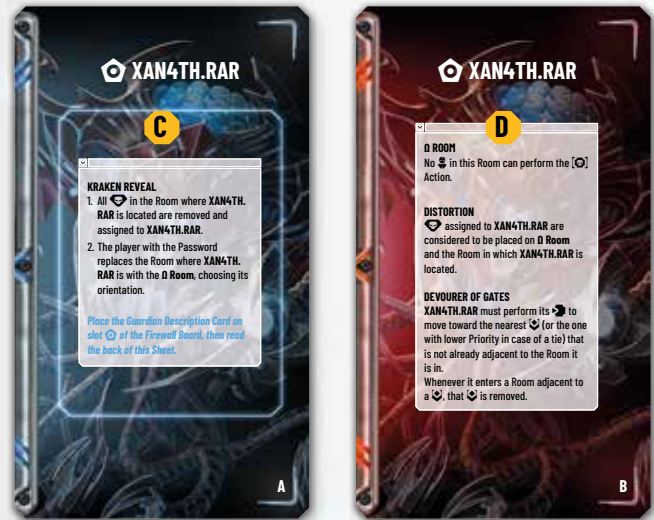 XAN4TH.RAR
C
KRAKEN REVEAL
1. All in the Room where XAN4TH.
RAR is located are removed and
assigned to XAN4TH.RAR.
2. The player with the Password
replaces the Room where XAN4TH.
RAR is with the Ω Room, choosing its
orientation.
Place the Guardian Description Card on
slot of the Firewall Board, then read
the back of this Sheet.
A
XAN4TH.RAR
D
Ω ROOM
No in this Room can perform the [ ]
Action.
DISTORTION
assigned to XAN4TH.RAR are
considered to be placed on Ω Room
and the Room in which XAN4TH.RAR is
located.
DEVOURER OF GATES
XAN4TH.RAR must perform its to
move toward the nearest (or the one
with lower Priority in case of a tie) that
is not already adjacent to the Room it
is in.
Whenever it enters a Room adjacent to
a , that is removed.
B